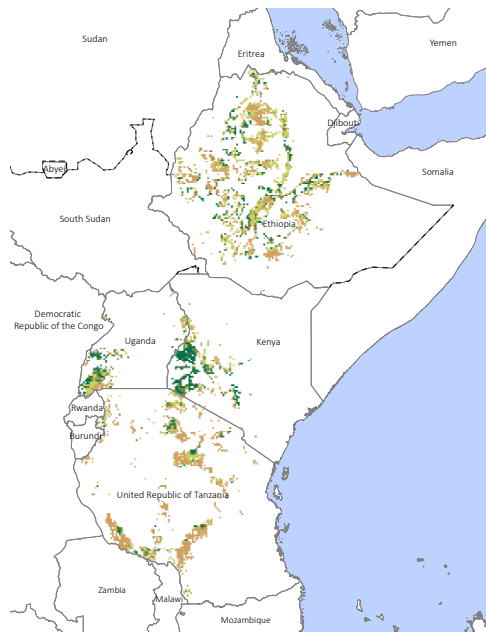 Sudan
Yemen
Eritrea
Djibouti
Abyei
Somalia
South Sudan
Ethiopia
Democratic
Republic of the Congo
Uganda
Kenya
Rwanda
Burundi
United Republic of Tanzania
Zambia
Malawi
Mozambique